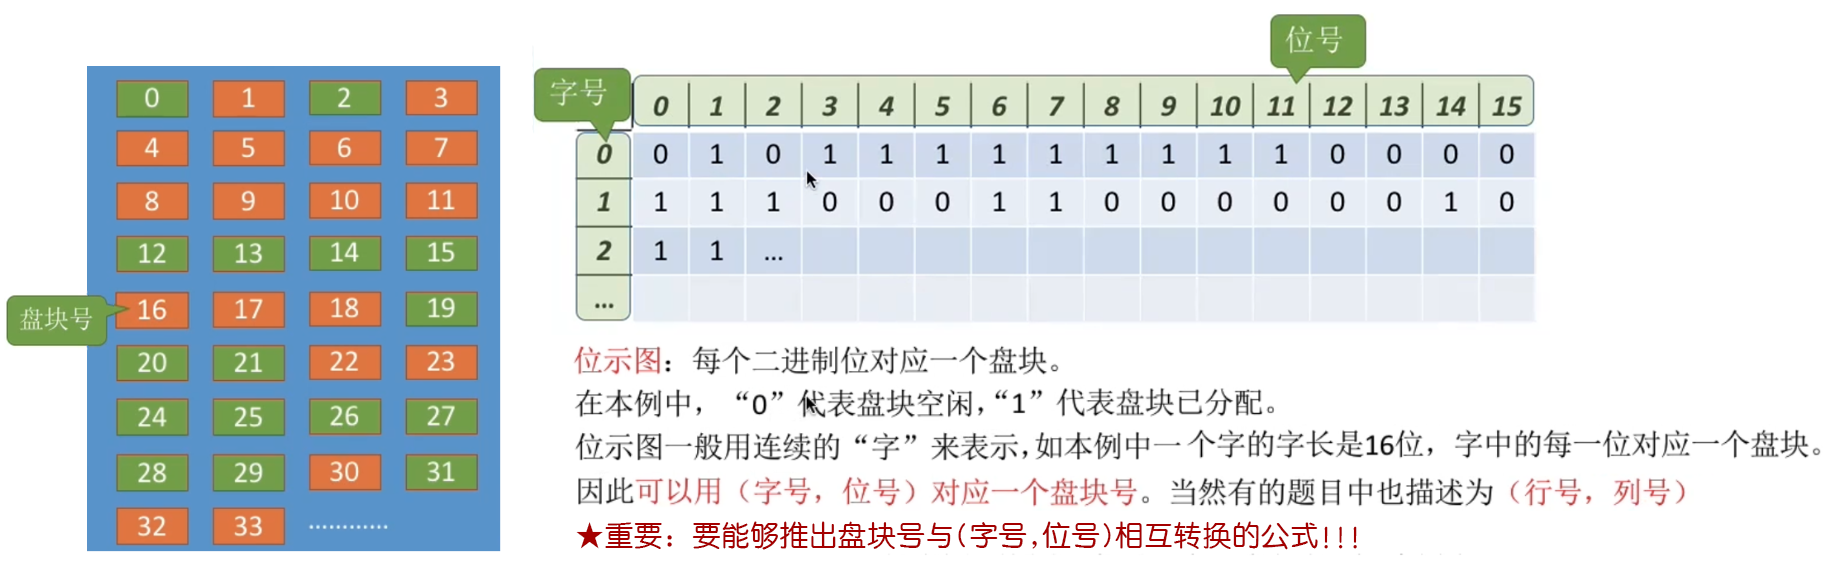 0 1 2 3
4 5 6 7
8 9 10 11
12 13 14 15
盘块号
16 17 18 19
20 21 22 23
24 25 26 27
28 29 30 31
32 33 …………
位号
字号
0 1 2 3 4 5 6 7 8 9 10 11 12 13 14 15
0 0 1 0 1 1 1 1 1 1 1 1 1 0 0 0 0
1 1 1 1 0 0 0 1 1 0 0 0 0 0 0 1 0
2 1 1 ...
...
位示图：每个二进制位对应一个盘块。
在本例中，“0”代表盘块空闲，“1”代表盘块已分配。
位示图一般用连续的“字”来表示，如本例中一个字的字长是16位，字中的每一位对应一个盘块。
因此可以用（字号，位号）对应一个盘块号。当然有的题目中也描述为（行号，列号）
★重要：要能够推出盘块号与(字号,位号)相互转换的公式!!!